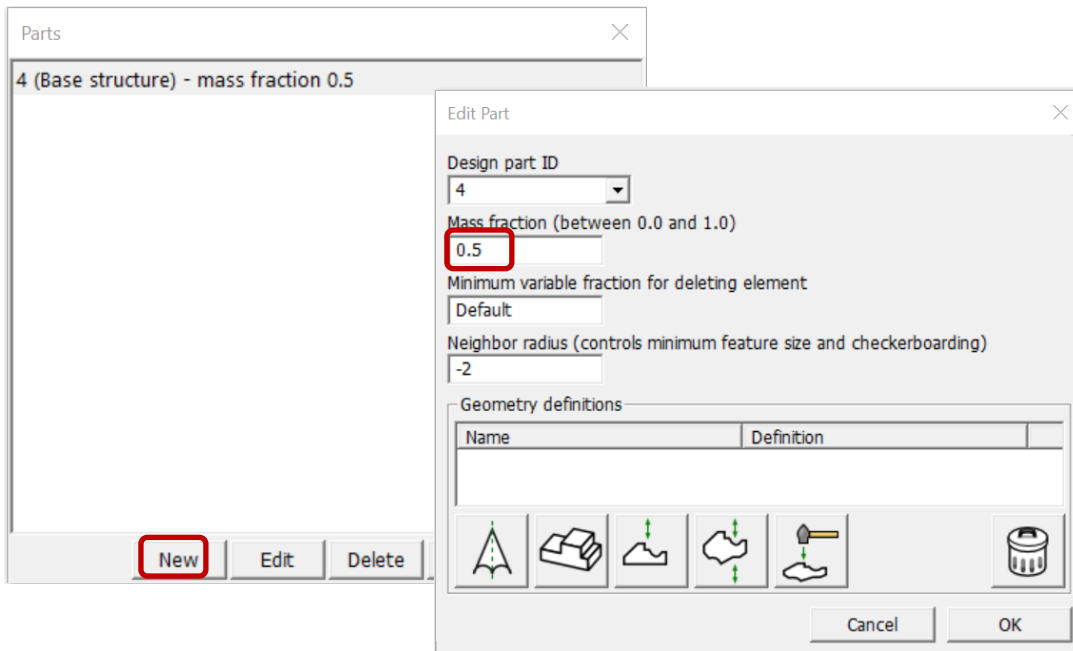 Parts
4 (Base structure) - mass fraction 0.5
New
Edit
Delete
Edit Part
Design part ID
4
Mass fraction (between 0.0 and 1.0)
0.5
Minimum variable fraction for deleting element
Default
Neighbor radius (controls minimum feature size and checkerboarding)
-2
Geometry definitions
Name Definition
Cancel OK